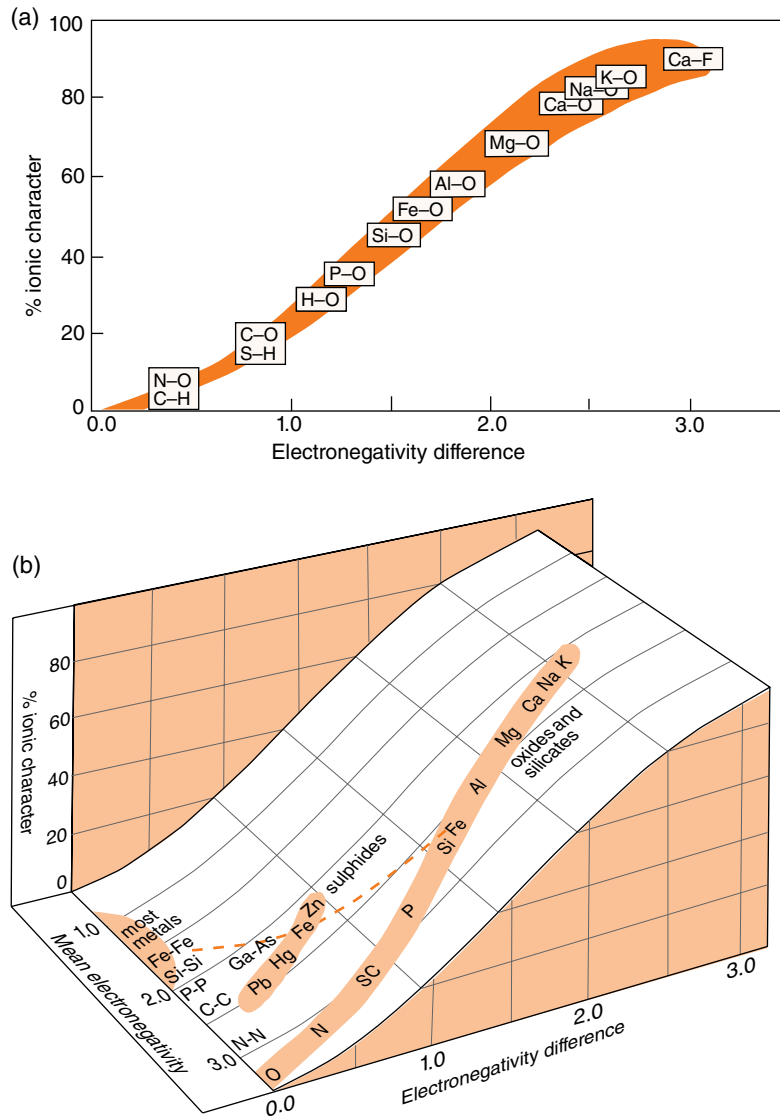 (a)
100
80
60
40
20
0
% ionic character
Ca–F
K–O
Na–O
Ca–O
Mg–O
Al–O
Fe–O
Si–O
P–O
H–O
C–O
S–H
N–O
C–H
0.0 1.0 2.0 3.0
Electronegativity difference
(b)
80
60
40
20
0
% ionic character
1.0
2.0
3.0
Mean electronegativity
most
metals
Fe-Fe
Si-Si
P-P
C-C
N-N
Ga-As
Pb Hg Fe Zn sulphides
O N SC P Si Fe Al Mg Ca Na K
oxides and
silicates
0.0 1.0 2.0 3.0
Electronegativity difference